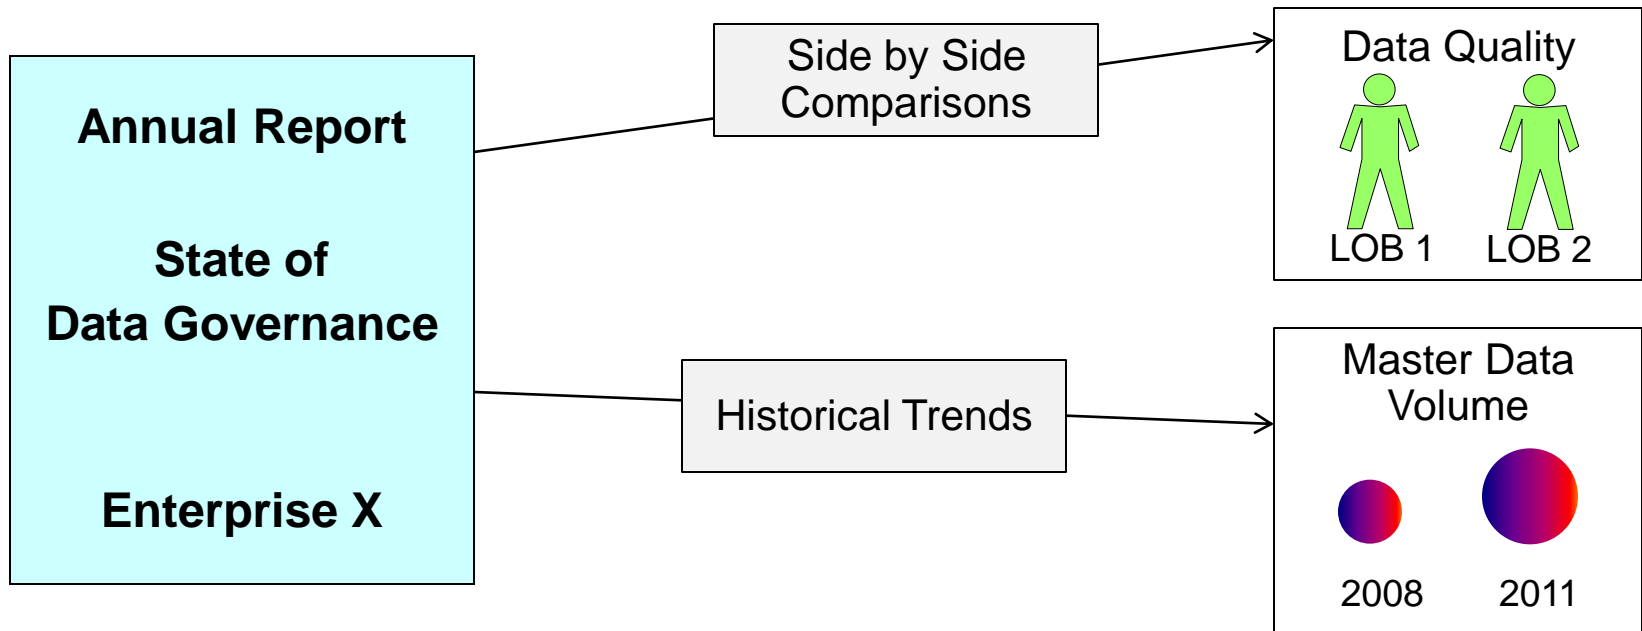 Annual Report
State of
Data Governance
Enterprise X
Side by Side
Comparisons
Historical Trends
Data Quality
LOB 1
LOB 2
Master Data
Volume
2008
2011